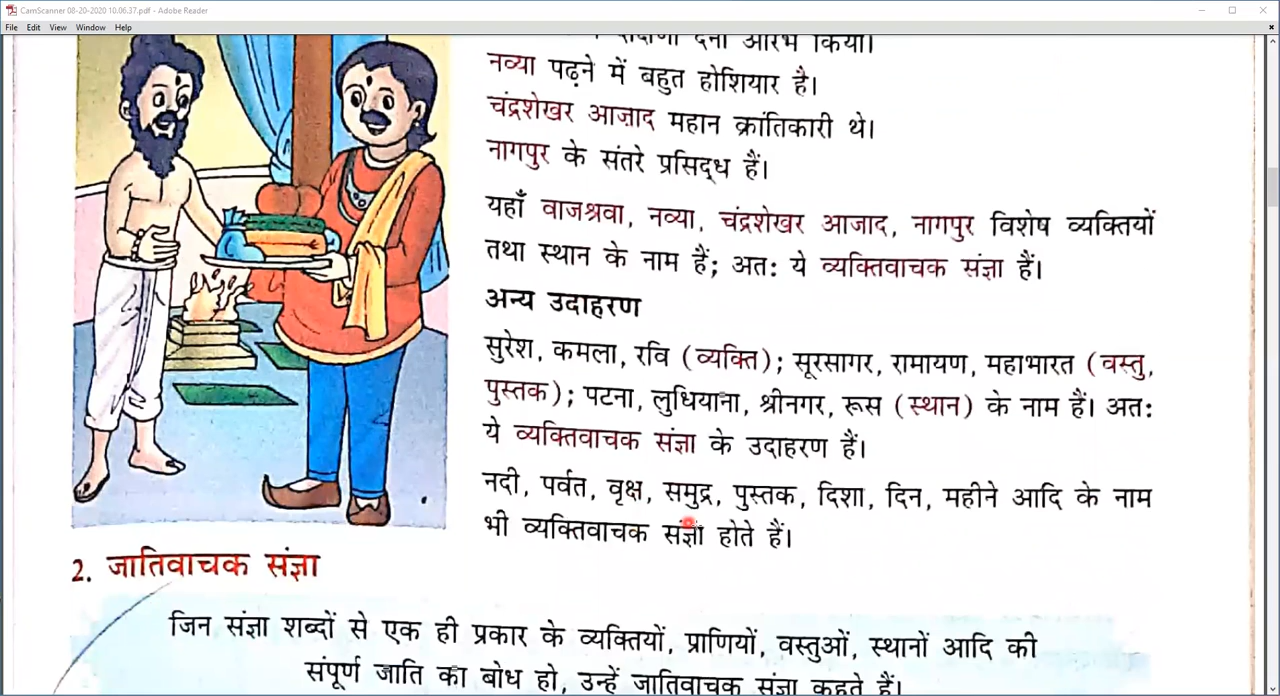 CamScanner 08-20-2020 10.06.37.pdf - Adobe Reader
File Edit View Window Help
देना आरंभ किया।
नव्या पढ़ने में बहुत होशियार है।
चंद्रशेखर आज़ाद महान क्रांतिकारी थे।
नागपुर के संतरे प्रसिद्ध हैं।
यहाँ वाजश्रवा, नव्या, चंद्रशेखर आजाद, नागपुर विशेष व्यक्तियों
तथा स्थान के नाम हैं; अत: ये व्यक्तिवाचक संज्ञा हैं।
अन्य उदाहरण
सुरेश, कमला, रवि (व्यक्ति); सूरसागर, रामायण, महाभारत (वस्तु,
पुस्तक); पटना, लुधियाना, श्रीनगर, रूस (स्थान) के नाम हैं। अत:
ये व्यक्तिवाचक संज्ञा के उदाहरण हैं।
नदी, पर्वत, वृक्ष, समुद्र, पुस्तक, दिशा, दिन, महीने आदि के नाम
भी व्यक्तिवाचक संज्ञा होते हैं।
2. जातिवाचक संज्ञा
जिन संज्ञा शब्दों से एक ही प्रकार के व्यक्तियों, प्राणियों, वस्तुओं, स्थानों आदि की
संपूर्ण जाति का बोध हो, उन्हें जातिवाचक संज्ञा कहते हैं।